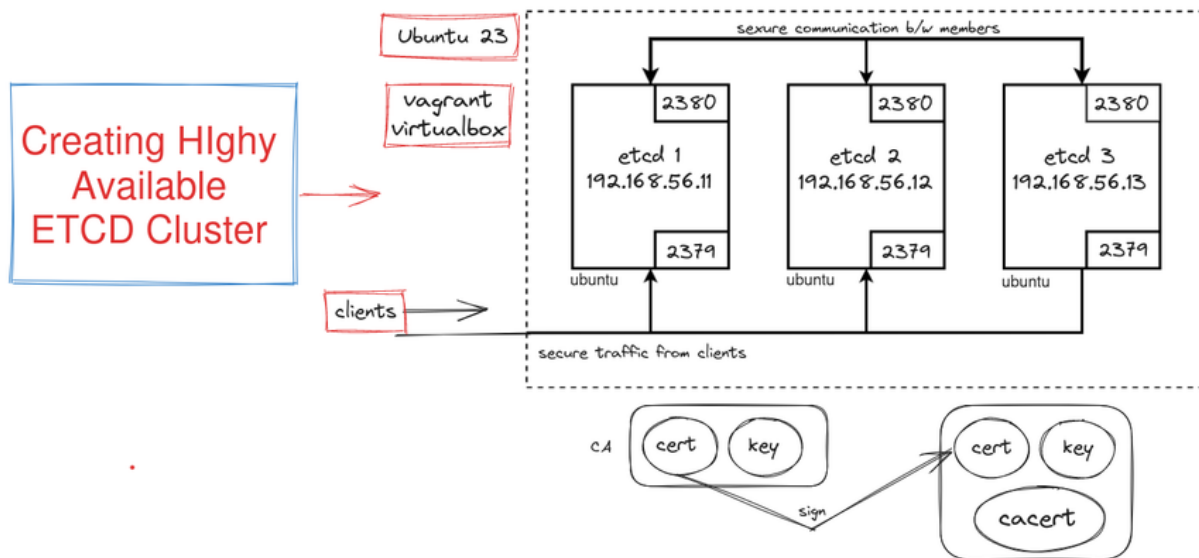 Creating HIghy
Available
ETCD Cluster
Ubuntu 23
vagrant
virtualbox
clients
sexure communication b/w members
2380
etcd 1
192.168.56.11
2379
ubuntu
2380
etcd 2
192.168.56.12
2379
ubuntu
2380
etcd 3
192.168.56.13
2379
ubuntu
secure traffic from clients
CA
cert
key
sign
cert
key
cacert